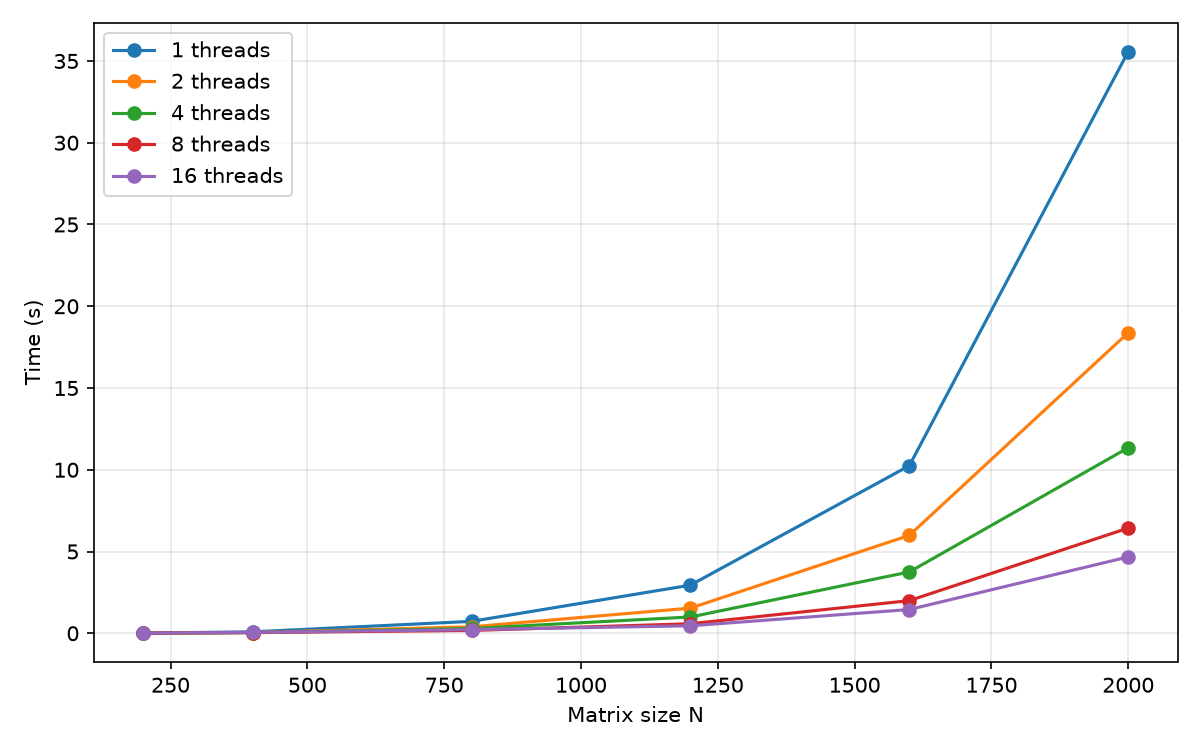 1 threads
2 threads
4 threads
8 threads
16 threads
Time (s)
35
30
25
20
15
10
5
0
250 500 750 1000 1250 1500 1750 2000
Matrix size N